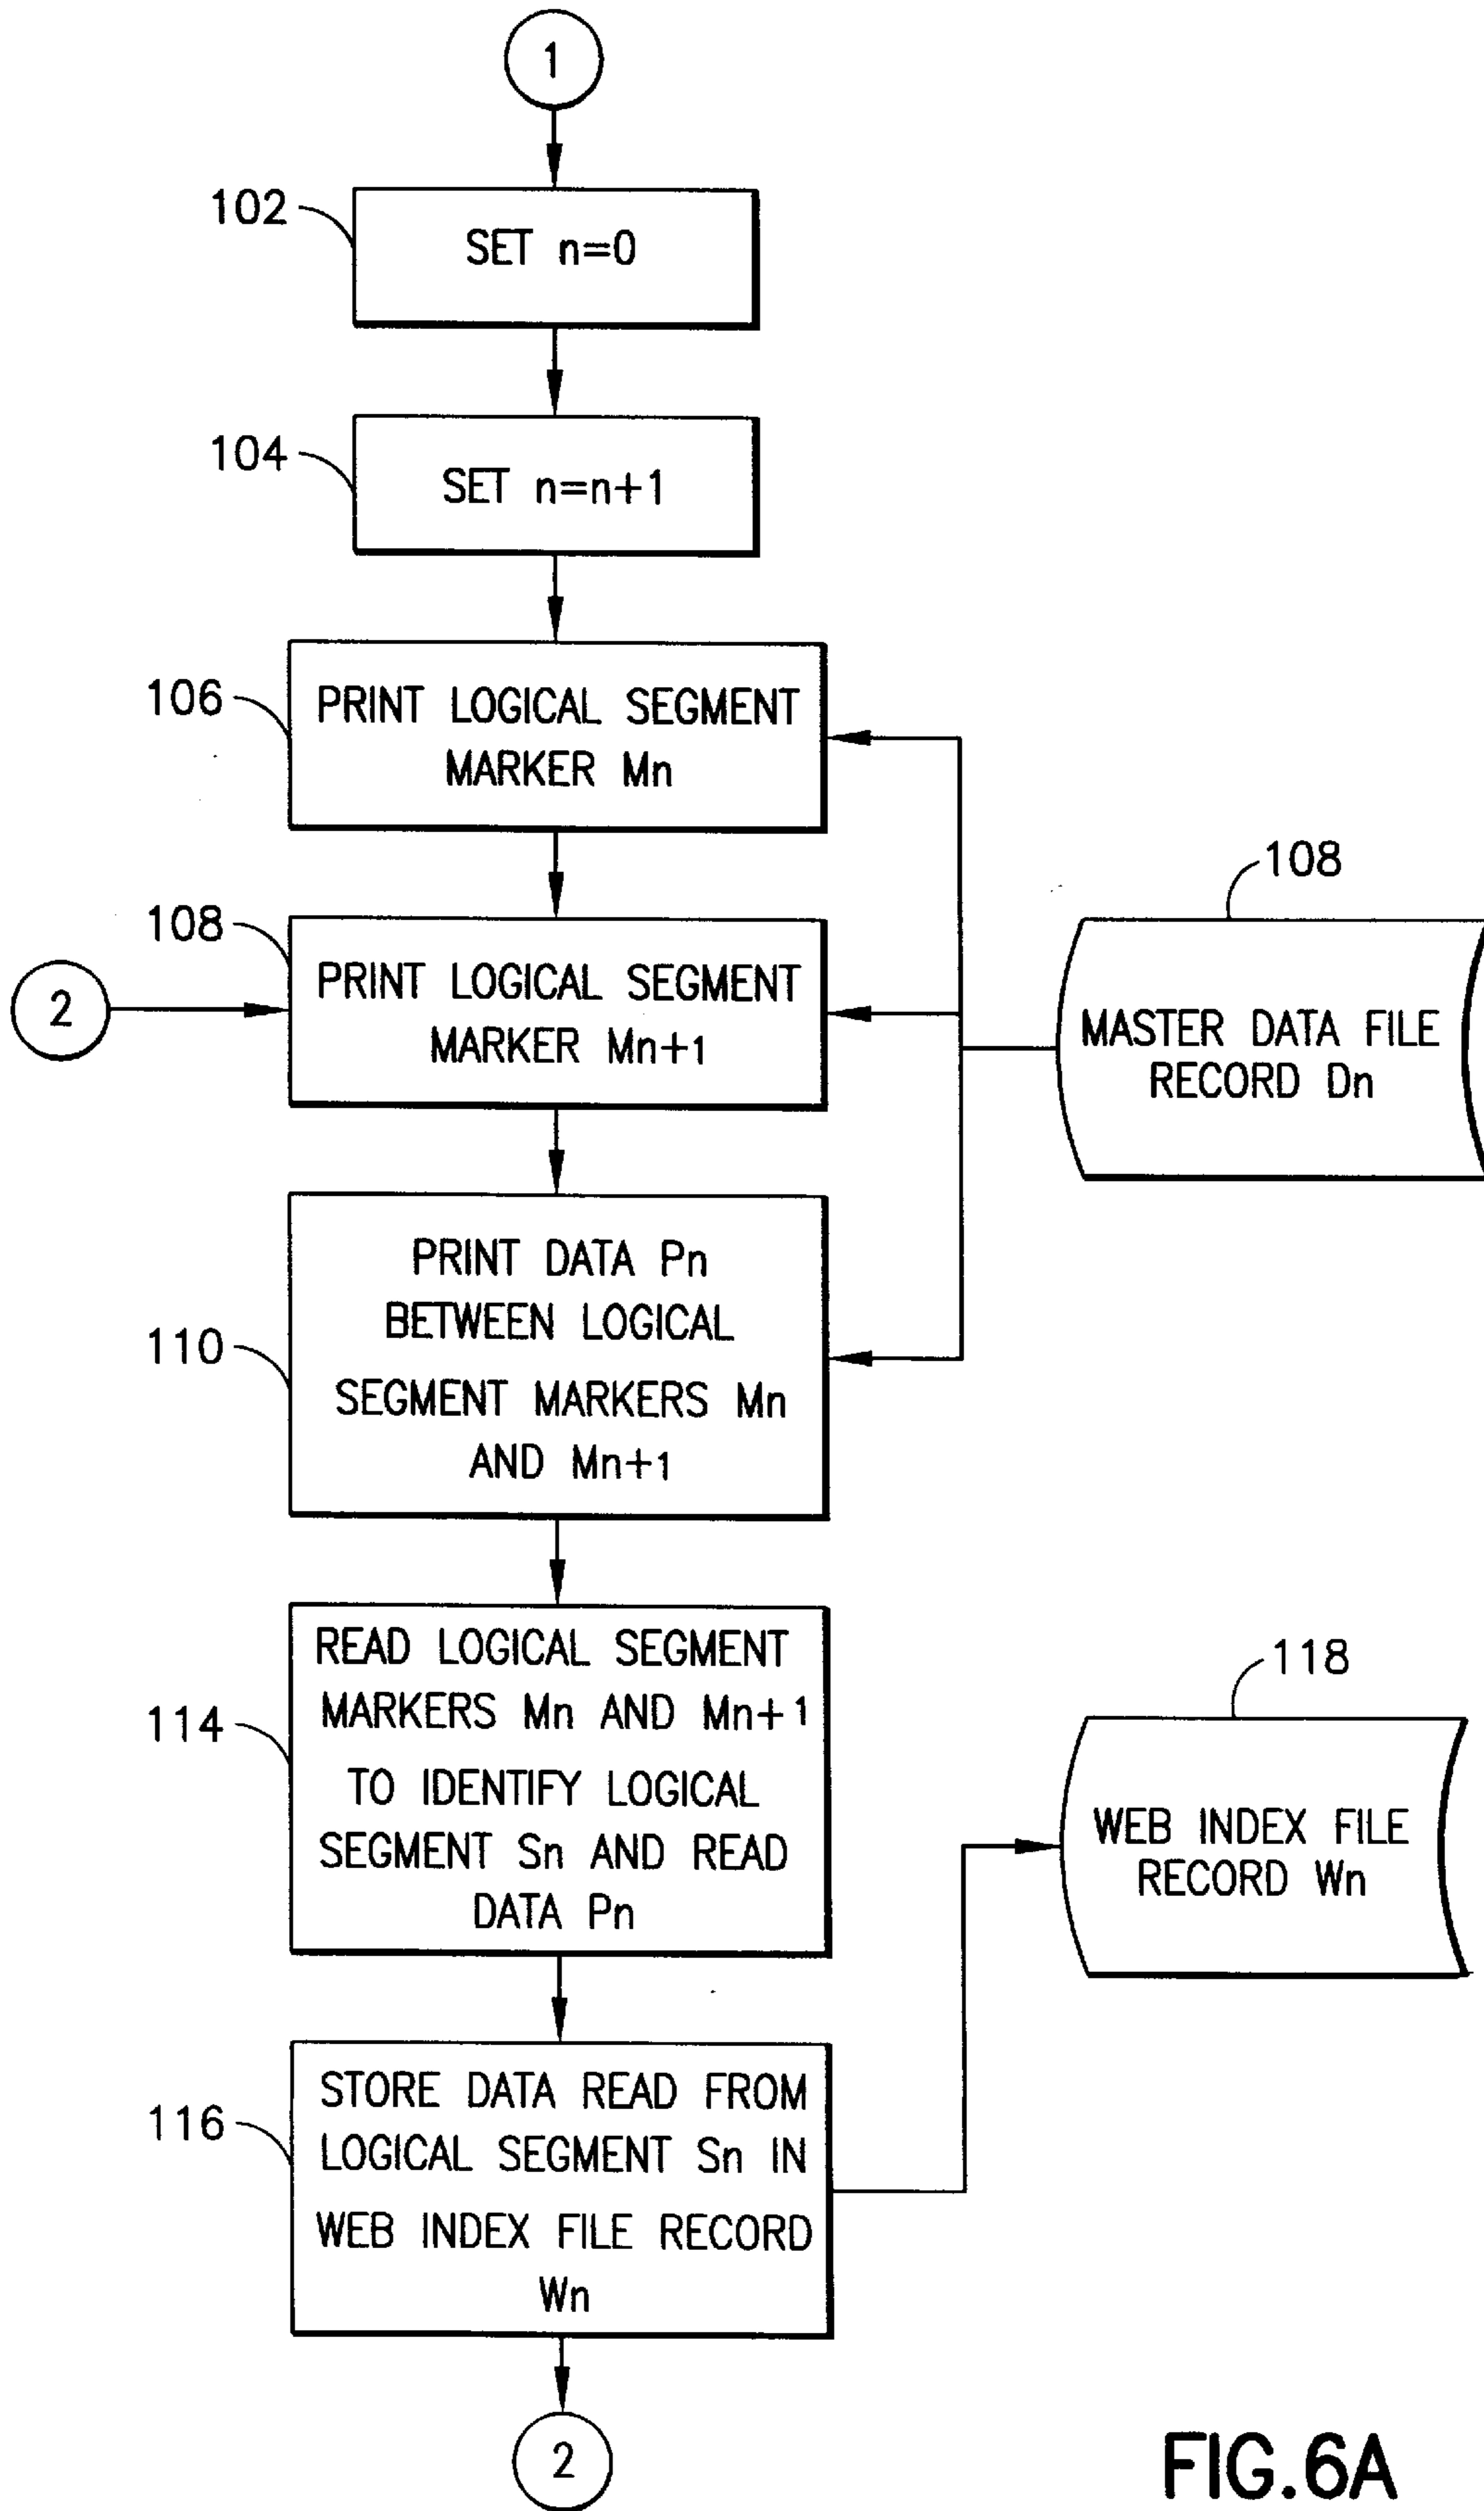 1
102
SET n=0
104
SET n=n+1
106
PRINT LOGICAL SEGMENT
MARKER Mn
108
108
PRINT LOGICAL SEGMENT
MARKER Mn+1
2
MASTER DATA FILE
RECORD Dn
PRINT DATA Pn
BETWEEN LOGICAL
SEGMENT MARKERS Mn
AND Mn+1
110
READ LOGICAL SEGMENT
MARKERS Mn AND Mn+1
TO IDENTIFY LOGICAL
SEGMENT Sn AND READ
DATA Pn
114
118
WEB INDEX FILE
RECORD Wn
STORE DATA READ FROM
LOGICAL SEGMENT Sn IN
WEB INDEX FILE RECORD
Wn
116
2
FIG.6A